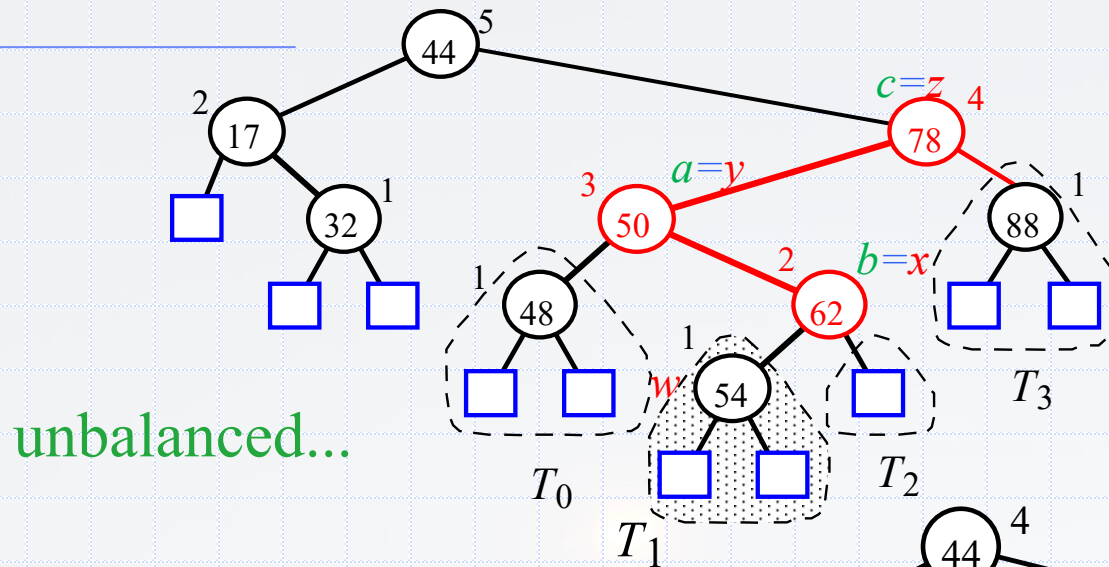 44 5
c=z 4
2 17 78
a=y
3 50 1
32 1 88
1 2 b=x
48 62
1
w 54 T3
unbalanced...
T0 T2
T1
44 4